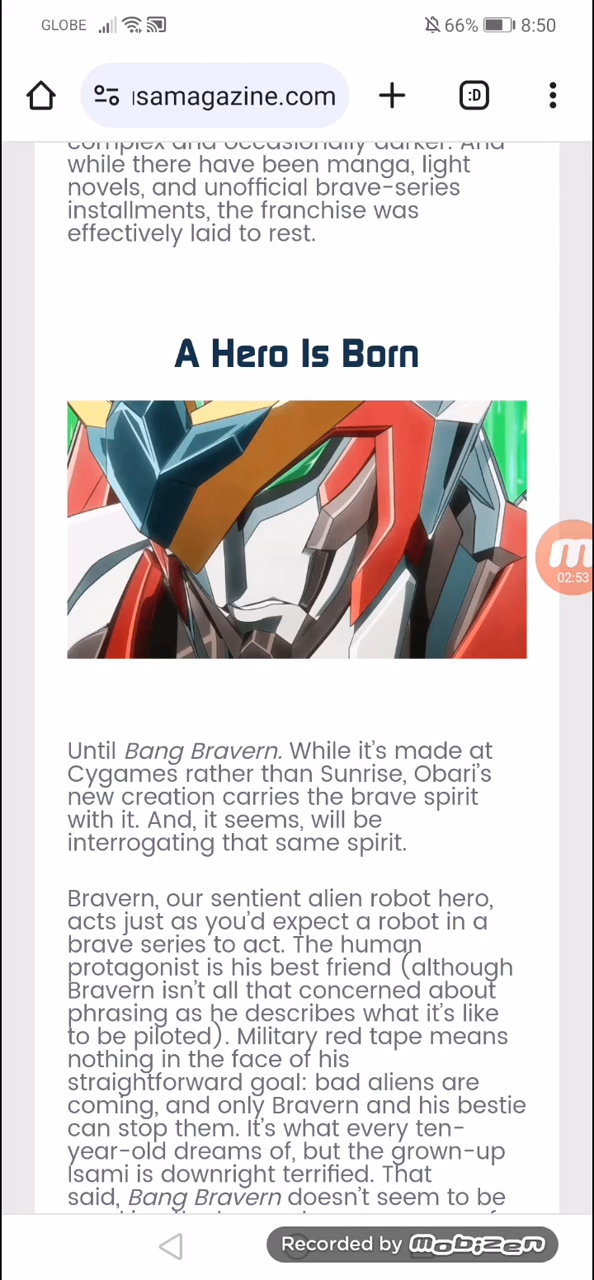 GLOBE 66% 8:50
ısamagazine.com :D
complex and occasionally darker. And
while there have been manga, light
novels, and unofficial brave-series
installments, the franchise was
effectively laid to rest.
A Hero Is Born
m
02:53
Until Bang Bravern. While it's made at
Cygames rather than Sunrise, Obari's
new creation carries the brave spirit
with it. And, it seems, will be
interrogating that same spirit.
Bravern, our sentient alien robot hero,
acts just as you'd expect a robot in a
brave series to act. The human
protagonist is his best friend (although
Bravern isn't all that concerned about
phrasing as he describes what it's like
to be piloted). Military red tape means
nothing in the face of his
straightforward goal: bad aliens are
coming, and only Bravern and his bestie
can stop them. It's what every ten-
year-old dreams of, but the grown-up
Isami is downright terrified. That
said, Bang Bravern doesn't seem to be
Recorded by mobizen